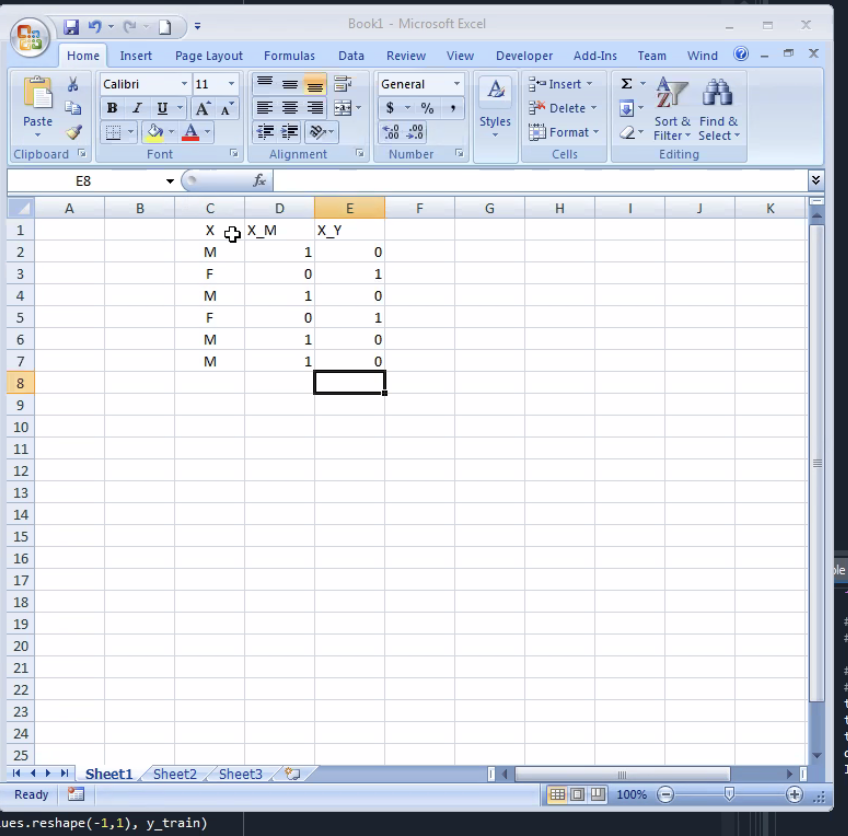 Book1 - Microsoft Excel
Home Insert Page Layout Formulas Data Review View Developer Add-Ins Team Wind
Paste Calibri 11 General Styles Insert Σ
B I U A A $ % , Delete Sort & Filter Find & Select
A .0 .00 .00 .0 Format
Clipboard Font Alignment Number Cells Editing
E8 fx
A B C D E F G H I J K
1 X X_M X_Y
2 M 1 0
3 F 0 1
4 M 1 0
5 F 0 1
6 M 1 0
7 M 1 0
8
9
10
11
12
13
14
15
16
17
18
19
20
21
22
23
24
25
Sheet1 Sheet2 Sheet3
Ready 100%
lues.reshape(-1,1), y_train)